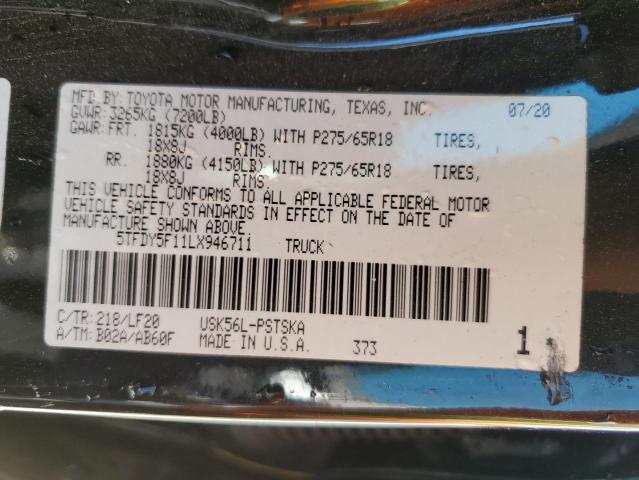 MFD.BY:TOYOTA MOTOR MANUFACTURING, TEXAS, INC. 07/20
GVWR:3265KG (7200LB)
GAWR:FRT. 1815KG (4000LB) WITH P275/65R18 TIRES,
18X8J RIMS.
RR. 1880KG (4150LB) WITH P275/65R18 TIRES,
18X8J RIMS.
THIS VEHICLE CONFORMS TO ALL APPLICABLE FEDERAL MOTOR
VEHICLE SAFETY STANDARDS IN EFFECT ON THE DATE OF
MANUFACTURE SHOWN ABOVE.
5TFDY5F11LX946711 TRUCK
C/TR:218/LF20 USK56L-PSTSKA
A/TM:B02A/AB60F MADE IN U.S.A. 373 1